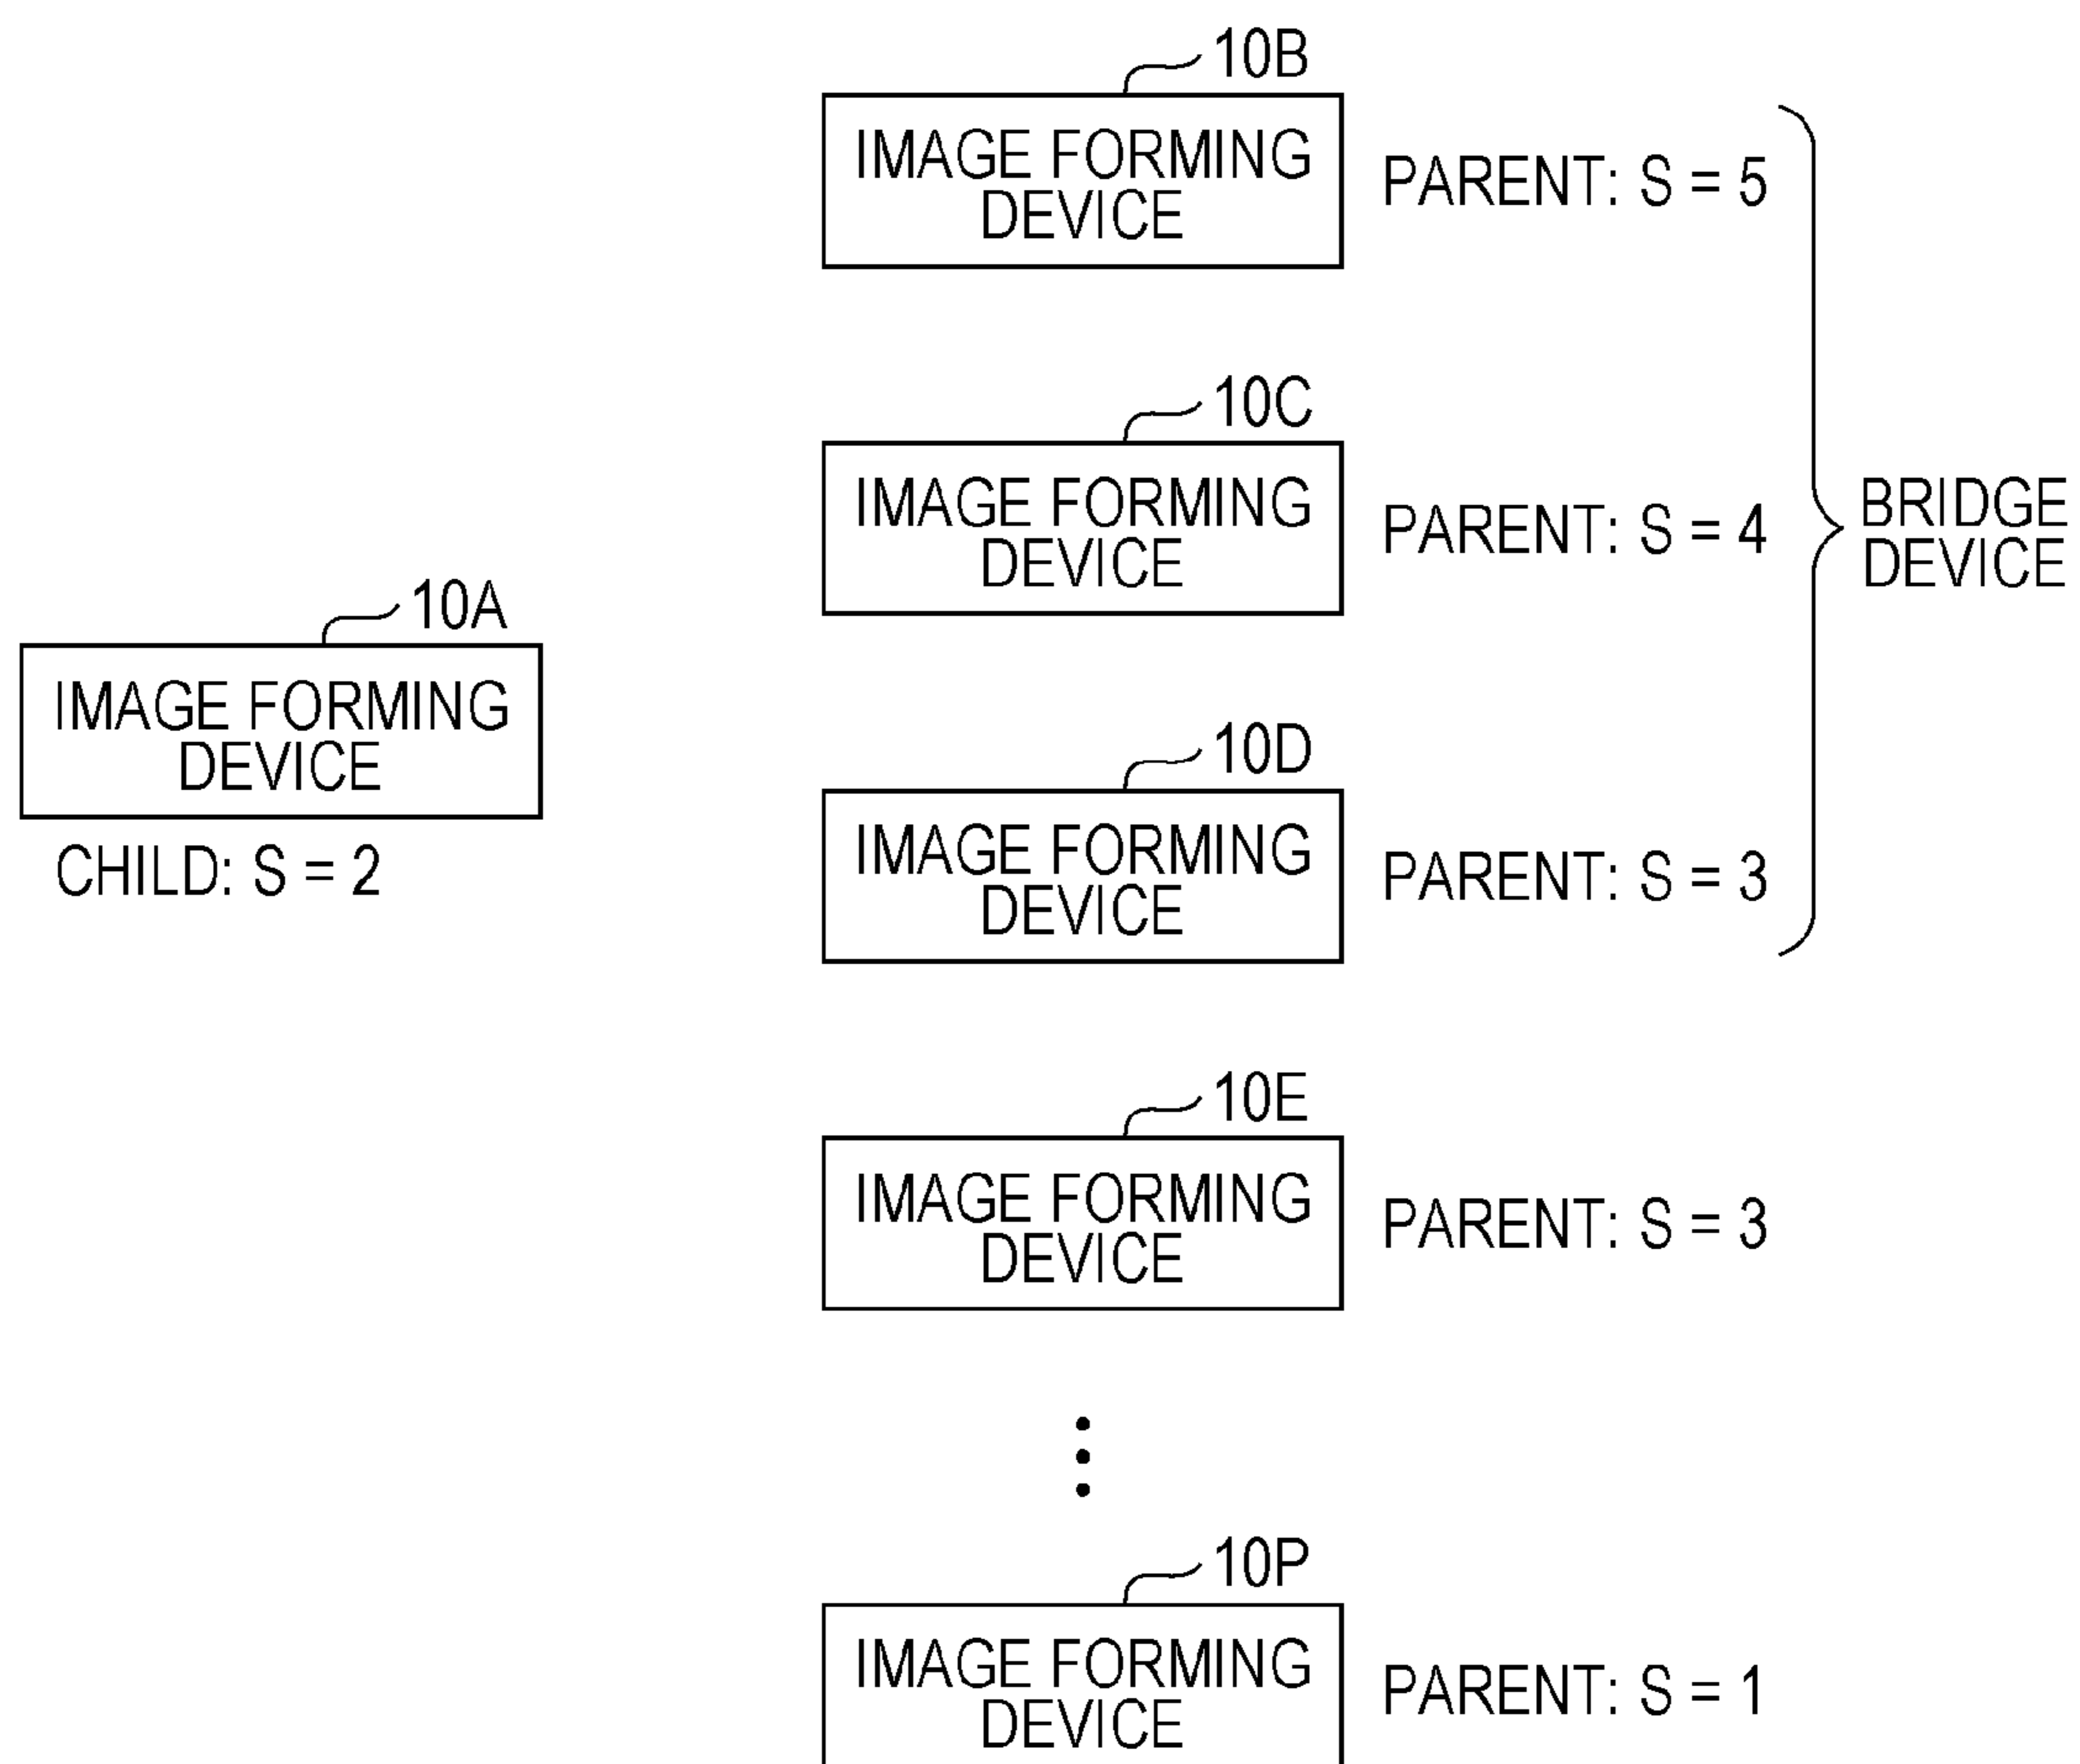 10B
IMAGE FORMING
DEVICE
PARENT: S = 5
10C
IMAGE FORMING
DEVICE
PARENT: S = 4
BRIDGE
DEVICE
10A
IMAGE FORMING
DEVICE
CHILD: S = 2
10D
IMAGE FORMING
DEVICE
PARENT: S = 3
10E
IMAGE FORMING
DEVICE
PARENT: S = 3
10P
IMAGE FORMING
DEVICE
PARENT: S = 1